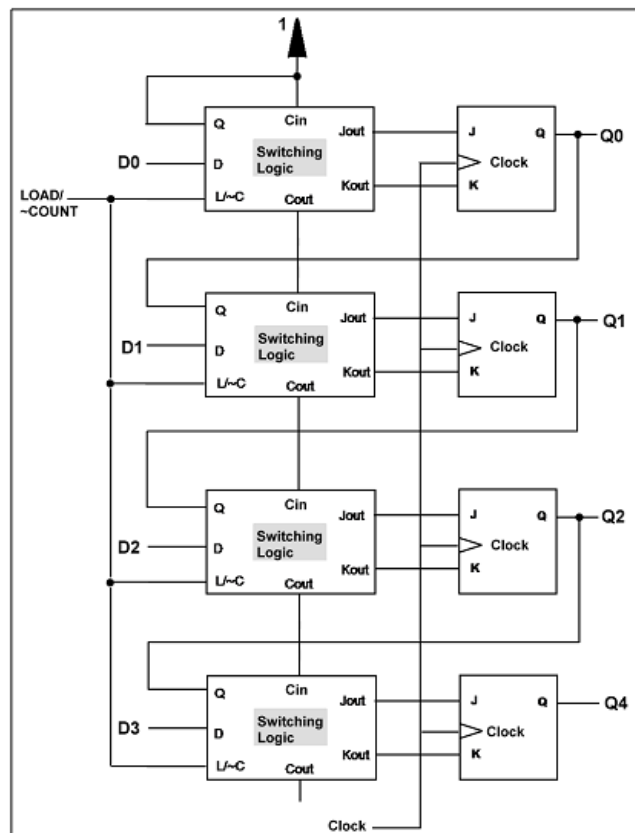 1
Q
Cin
Jout
J
Q
Q0
Switching
Logic
D0
D
Clock
LOAD/
~COUNT
L/~C
Cout
Kout
K
Q
Cin
Jout
J
Q
Q1
Switching
Logic
D1
D
Clock
L/~C
Cout
Kout
K
Q
Cin
Jout
J
Q
Q2
Switching
Logic
D2
D
Clock
L/~C
Cout
Kout
K
Q
Cin
Jout
J
Q
Q4
Switching
Logic
D3
D
Clock
L/~C
Cout
Kout
K
Clock